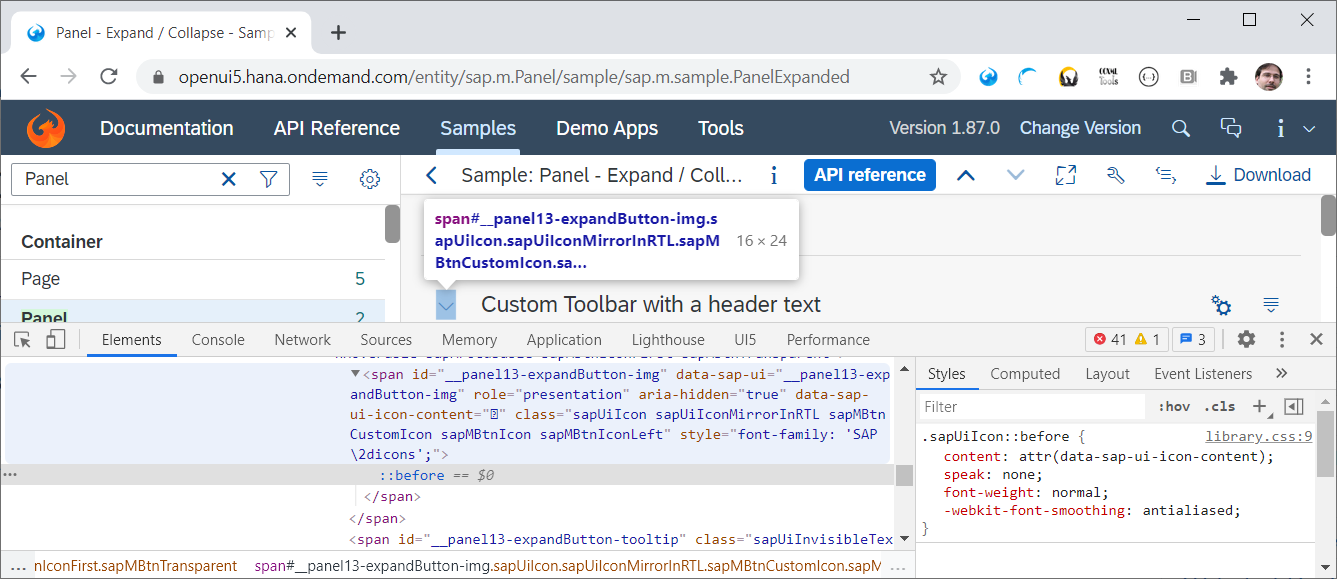 Panel - Expand / Collapse - Samp
openui5.hana.ondemand.com/entity/sap.m.Panel/sample/sap.m.sample.PanelExpanded
Documentation API Reference Samples Demo Apps Tools Version 1.87.0 Change Version
Panel
Sample: Panel - Expand / Coll... API reference Download
Container
Page 5
Panel 2
span#__panel13-expandButton-img.s
apUiIcon.sapUiIconMirrorInRTL.sapM
BtnCustomIcon.sa...
16 × 24
Custom Toolbar with a header text
Elements Console Network Sources Memory Application Lighthouse UI5 Performance 41 1 3
▼<span id="__panel13-expandButton-img" data-sap-ui="__panel13-exp
andButton-img" role="presentation" aria-hidden="true" data-sap-
ui-icon-content="" class="sapUiIcon sapUiIconMirrorInRTL sapMBtn
CustomIcon sapMBtnIcon sapMBtnIconLeft" style="font-family: 'SAP
\2dicons';">
... ::before == $0
</span>
</span>
<span id="__panel13-expandButton-tooltip" class="sapUiInvisibleTex
... nIconFirst.sapMBtnTransparent span#__panel13-expandButton-img.sapUiIcon.sapUiIconMirrorInRTL.sapMBtnCustomIcon.sapM ...
Styles Computed Layout Event Listeners »
Filter :hov .cls +
.sapUiIcon::before { library.css:9
content: attr(data-sap-ui-icon-content);
speak: none;
font-weight: normal;
-webkit-font-smoothing: antialiased;
}